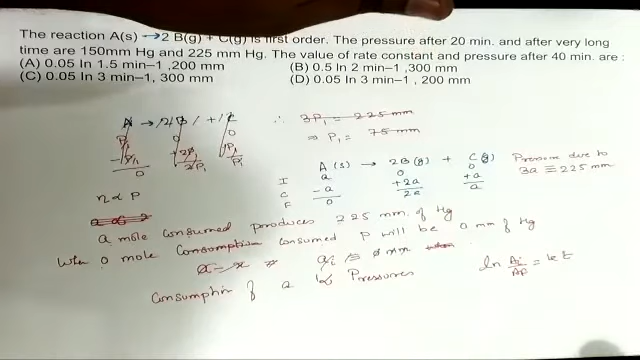 The reaction A(s) → 2 B(g) + C(g) is first order. The pressure after 20 min. and after very long
time are 150mm Hg and 225 mm Hg. The value of rate constant and pressure after 40 min. are :
(A) 0.05 ln 1.5 min–1 ,200 mm (B) 0.5 ln 2 min–1 ,300 mm
(C) 0.05 ln 3 min–1, 300 mm (D) 0.05 ln 3 min–1 , 200 mm
∴ 3P₁ = 225 mm
⇒ P₁ = 75 mm
A (s) → 2B (g) + C (g) Pressure due to
I a 0 0 3a ≡ 225 mm
C -a +2a +a
F 0 2a a
n α P
a mole consumed produces 225 mm of Hg
When 0 mole consumed P will be 0 mm of Hg
Consumption of a α Pressures
ln = kt